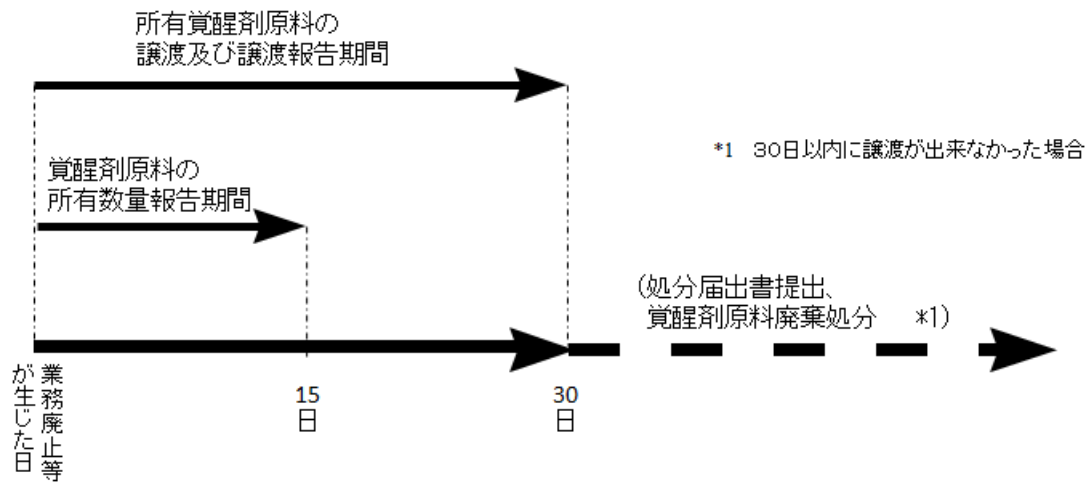 所有覚醒剤原料の
譲渡及び譲渡報告期間
*1 30日以内に譲渡が出来なかった場合
覚醒剤原料の
所有数量報告期間
(処分届出書提出、
覚醒剤原料廃棄処分 *1)
業務廃止等
が生じた日
15
日
30
日